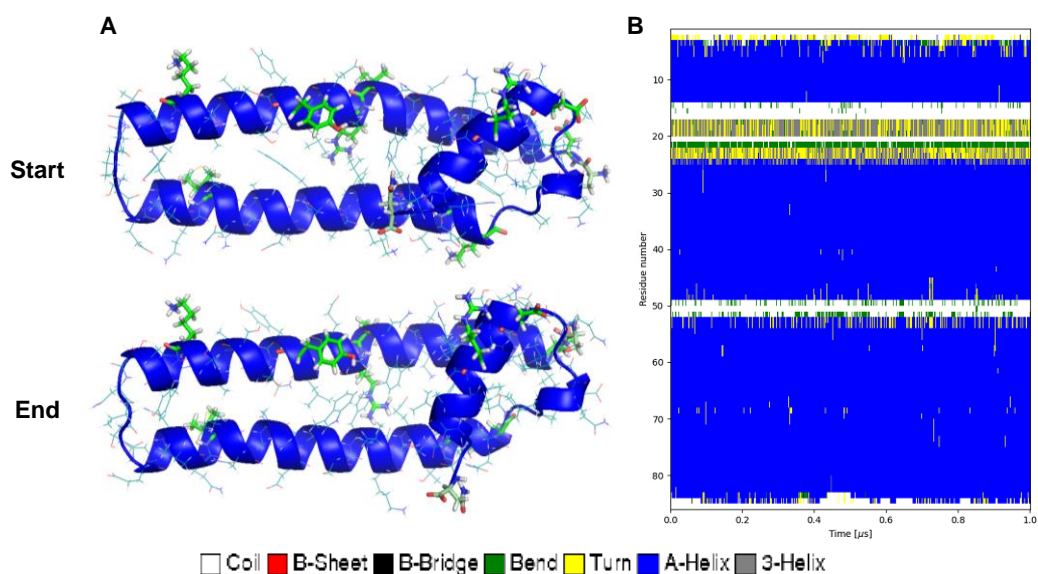 A
B
Start
End
10
20
30
40
50
60
70
80
Residue number
0.0 0.2 0.4 0.6 0.8 1.0
Time [μs]
Coil B-Sheet B-Bridge Bend Turn A-Helix 3-Helix